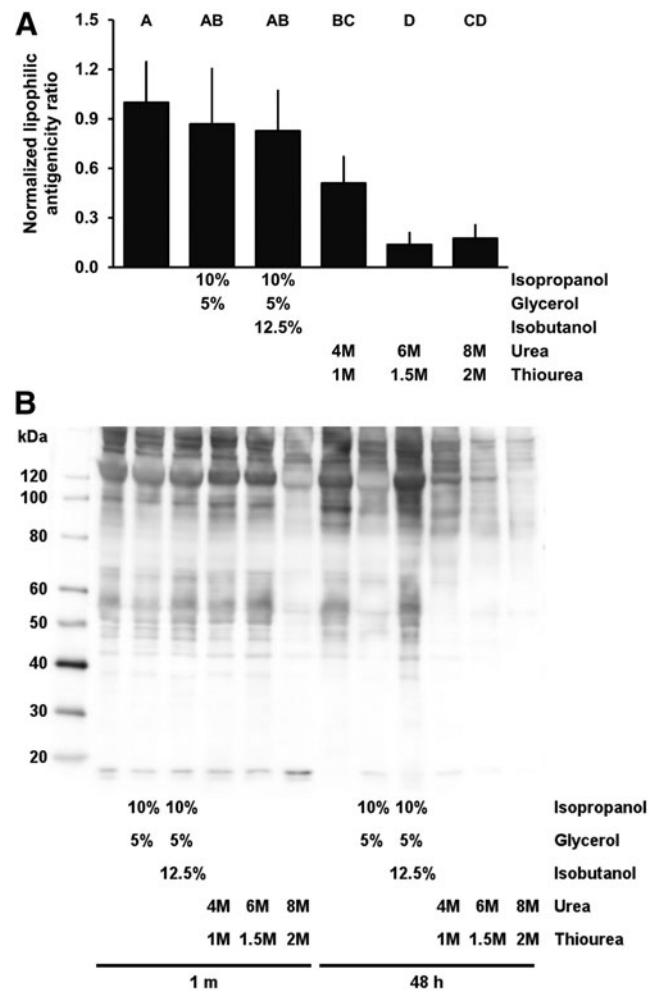 A
Normalized lipophilic
antigenicity ratio
1.5
1.2
0.9
0.6
0.3
0.0
A AB AB BC D CD
10% 10% Isopropanol
5% 5% Glycerol
12.5% Isobutanol
4M 6M 8M Urea
1M 1.5M 2M Thiourea
B
kDa
120
100
80
60
50
40
30
20
10% 10% 10% 10% Isopropanol
5% 5% 5% 5% Glycerol
12.5% 12.5% Isobutanol
4M 6M 8M 4M 6M 8M Urea
1M 1.5M 2M 1M 1.5M 2M Thiourea
1 m 48 h